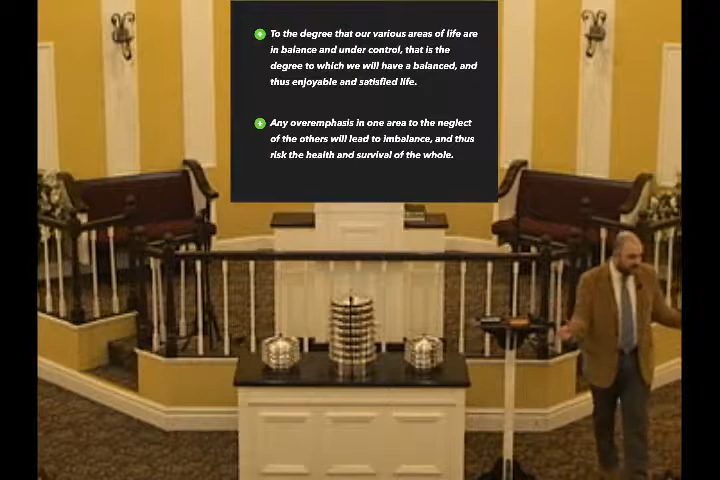 To the degree that our various areas of life are
in balance and under control, that is the
degree to which we will have a balanced, and
thus enjoyable and satisfied life.
Any overemphasis in one area to the neglect
of the others will lead to imbalance, and thus
risk the health and survival of the whole.